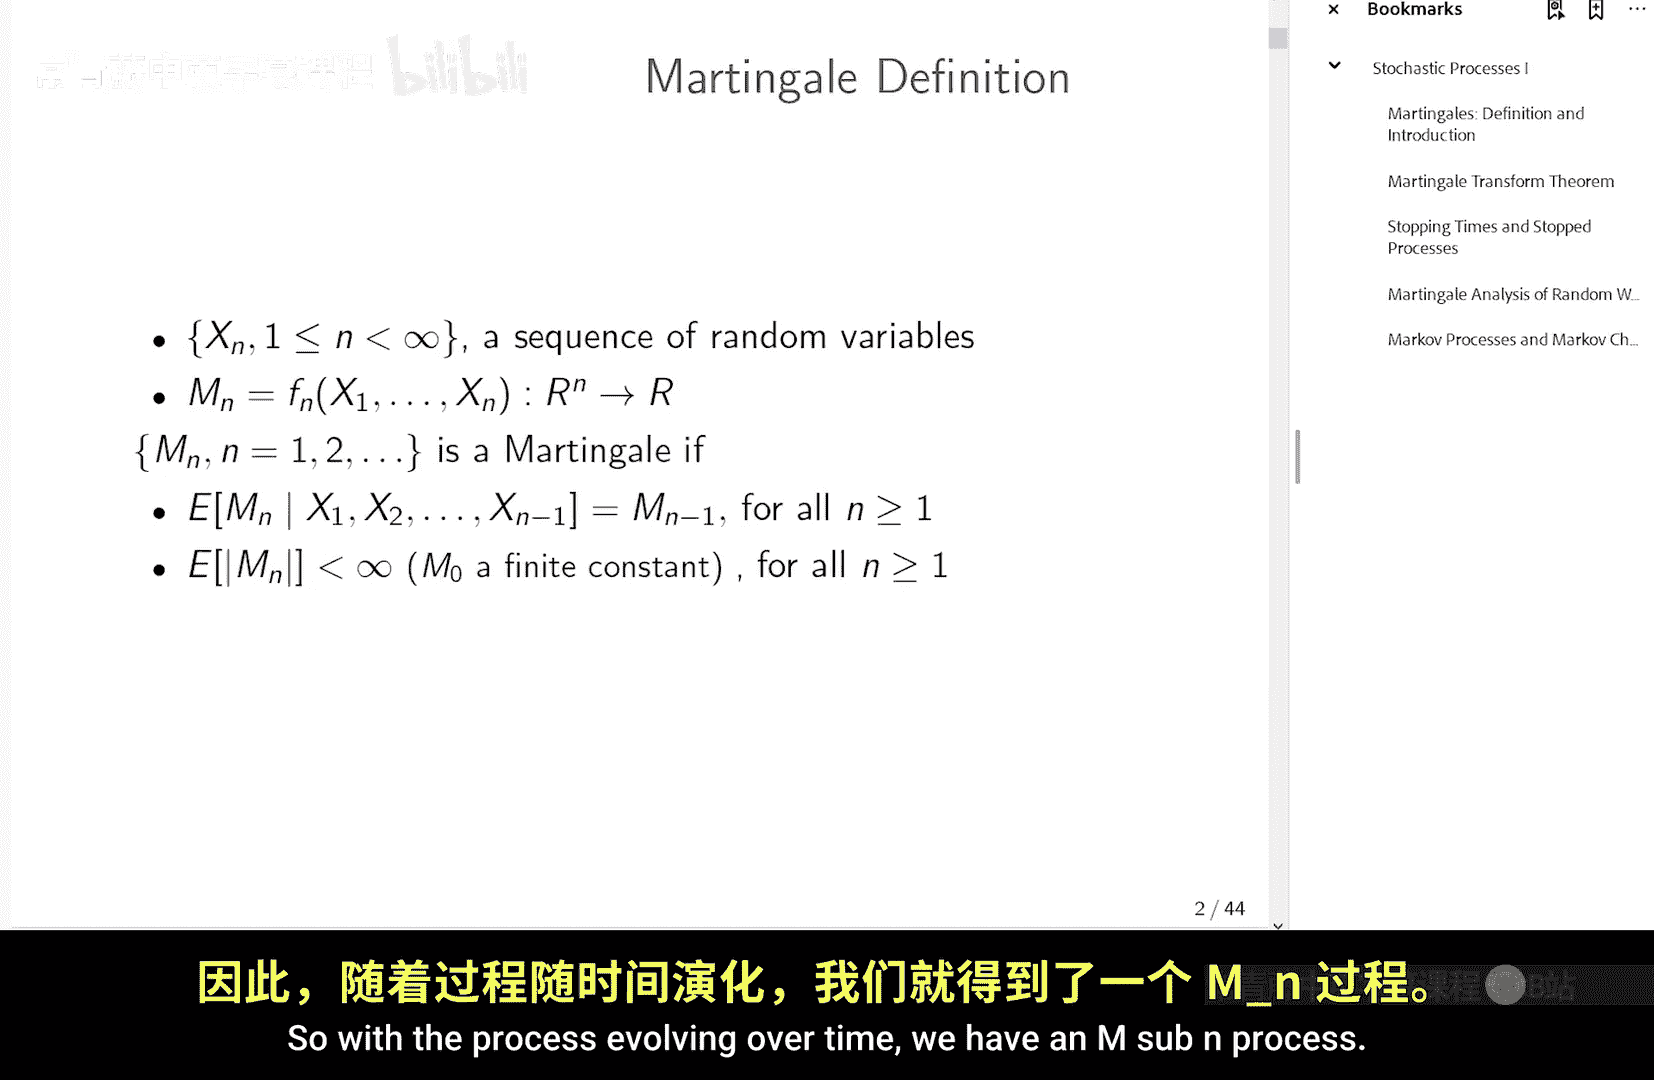 bilibili
Martingale Definition
• {Xₙ, 1 ≤ n < ∞}, a sequence of random variables
• Mₙ = fₙ(X₁, . . . , Xₙ) : Rⁿ → R
{Mₙ, n = 1, 2, . . .} is a Martingale if
• E[Mₙ | X₁, X₂, . . . , Xₙ₋₁] = Mₙ₋₁, for all n ≥ 1
• E[|Mₙ|] < ∞ (M₀ a finite constant) , for all n ≥ 1
2 / 44
Bookmarks
Stochastic Processes I
Martingales: Definition and
Introduction
Martingale Transform Theorem
Stopping Times and Stopped
Processes
Martingale Analysis of Random W...
Markov Processes and Markov Ch...
因此，随着过程随时间演化，我们就得到了一个 M_n 过程。
So with the process evolving over time, we have an M sub n process.